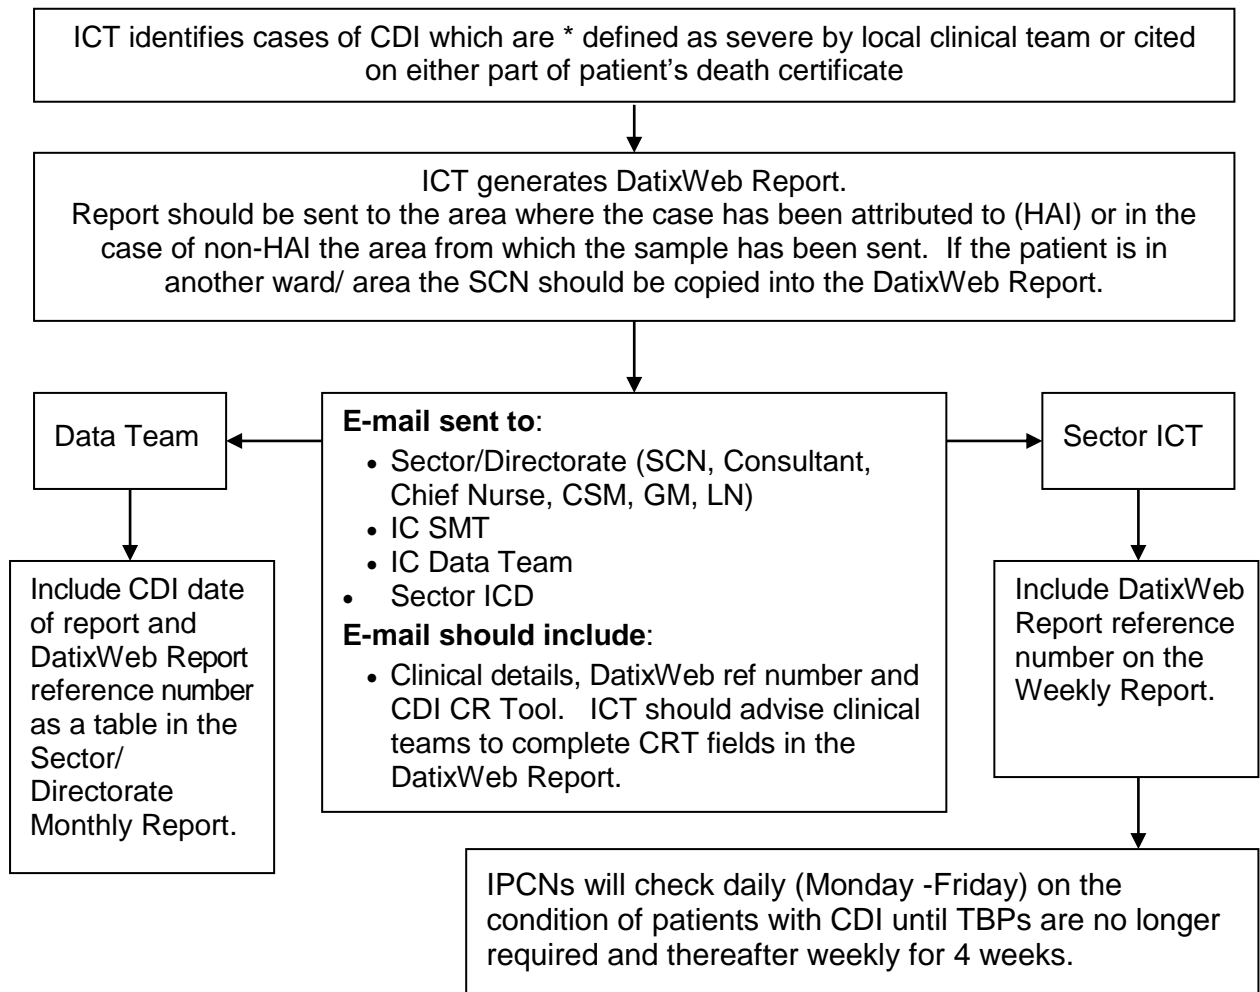 ICT identifies cases of CDI which are * defined as severe by local clinical team or cited
on either part of patient's death certificate
ICT generates DatixWeb Report.
Report should be sent to the area where the case has been attributed to (HAI) or in the
case of non-HAI the area from which the sample has been sent.  If the patient is in
another ward/ area the SCN should be copied into the DatixWeb Report.
Data Team
E-mail sent to:
• Sector/Directorate (SCN, Consultant,
Chief Nurse, CSM, GM, LN)
• IC SMT
• IC Data Team
• Sector ICD
E-mail should include:
• Clinical details, DatixWeb ref number and
CDI CR Tool.   ICT should advise clinical
teams to complete CRT fields in the
DatixWeb Report.
Sector ICT
Include CDI date
of report and
DatixWeb Report
reference number
as a table in the
Sector/
Directorate
Monthly Report.
Include DatixWeb
Report reference
number on the
Weekly Report.
IPCNs will check daily (Monday -Friday) on the
condition of patients with CDI until TBPs are no longer
required and thereafter weekly for 4 weeks.